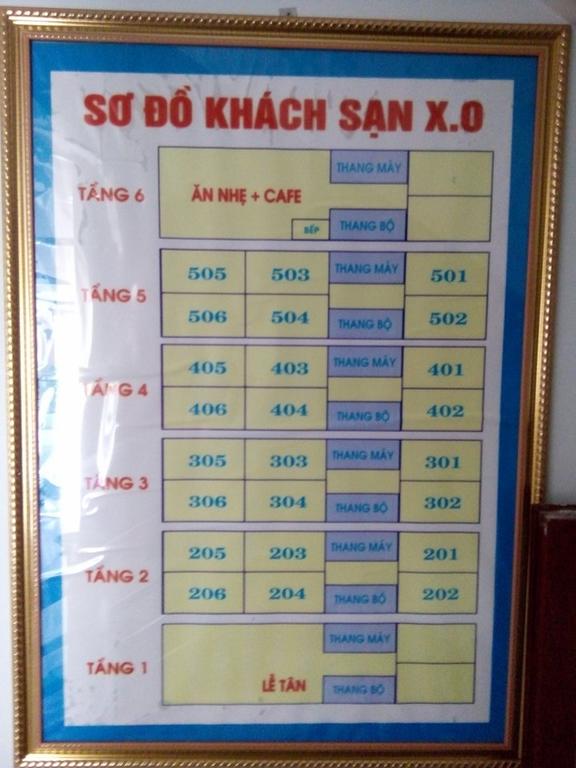 SƠ ĐỒ KHÁCH SẠN X.O
THANG MÁY
TẦNG 6 ĂN NHẸ + CAFE
BẾP THANG BỘ
505 503 THANG MÁY 501
TẦNG 5
506 504 THANG BỘ 502
405 403 THANG MÁY 401
TẦNG 4
406 404 THANG BỘ 402
305 303 THANG MÁY 301
TẦNG 3
306 304 THANG BỘ 302
205 203 THANG MÁY 201
TẦNG 2
206 204 THANG BỘ 202
THANG MÁY
TẦNG 1
LỄ TÂN THANG BỘ